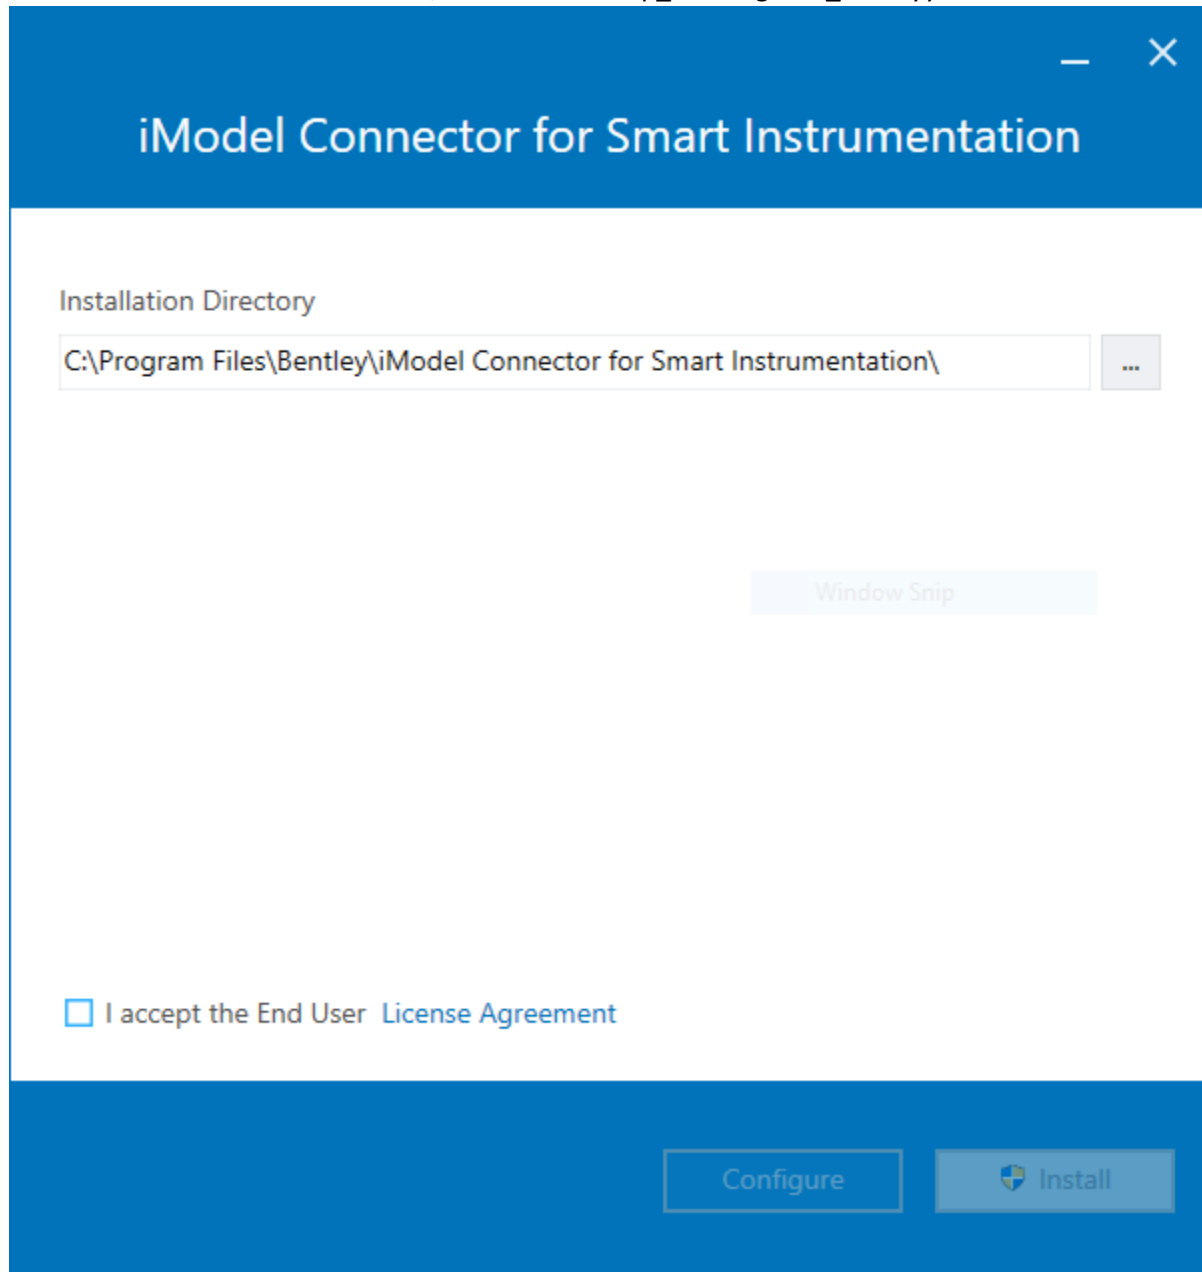 iModel Connector for Smart Instrumentation
Installation Directory
C:\Program Files\Bentley\iModel Connector for Smart Instrumentation\
...
Window Snip
I accept the End User License Agreement
Configure
Install